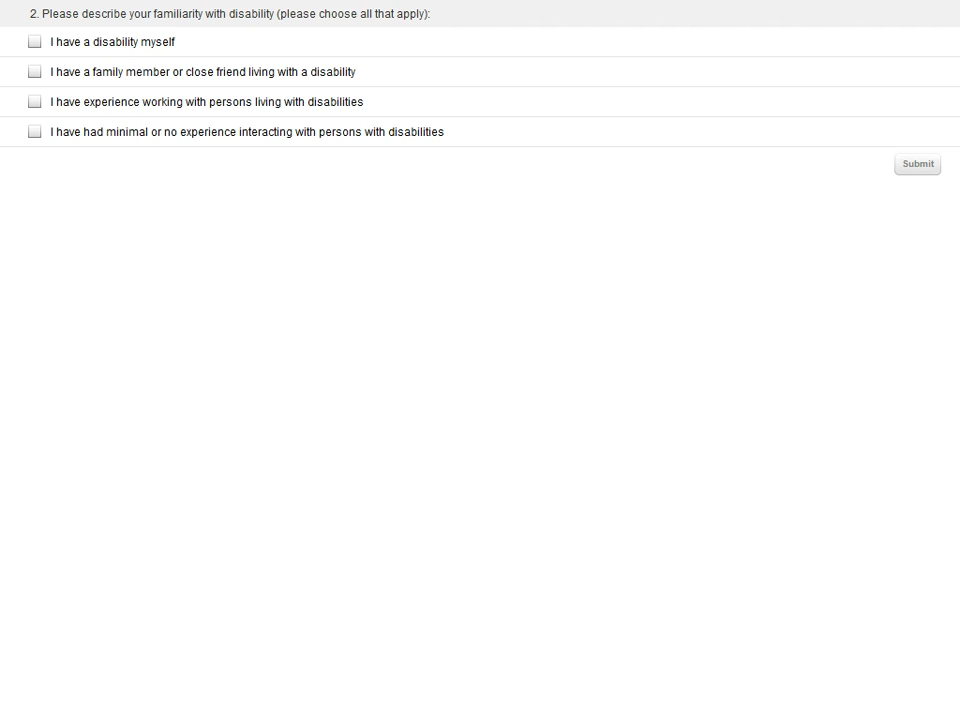 2. Please describe your familiarity with disability (please choose all that apply):
I have a disability myself
I have a family member or close friend living with a disability
I have experience working with persons living with disabilities
I have had minimal or no experience interacting with persons with disabilities
Submit